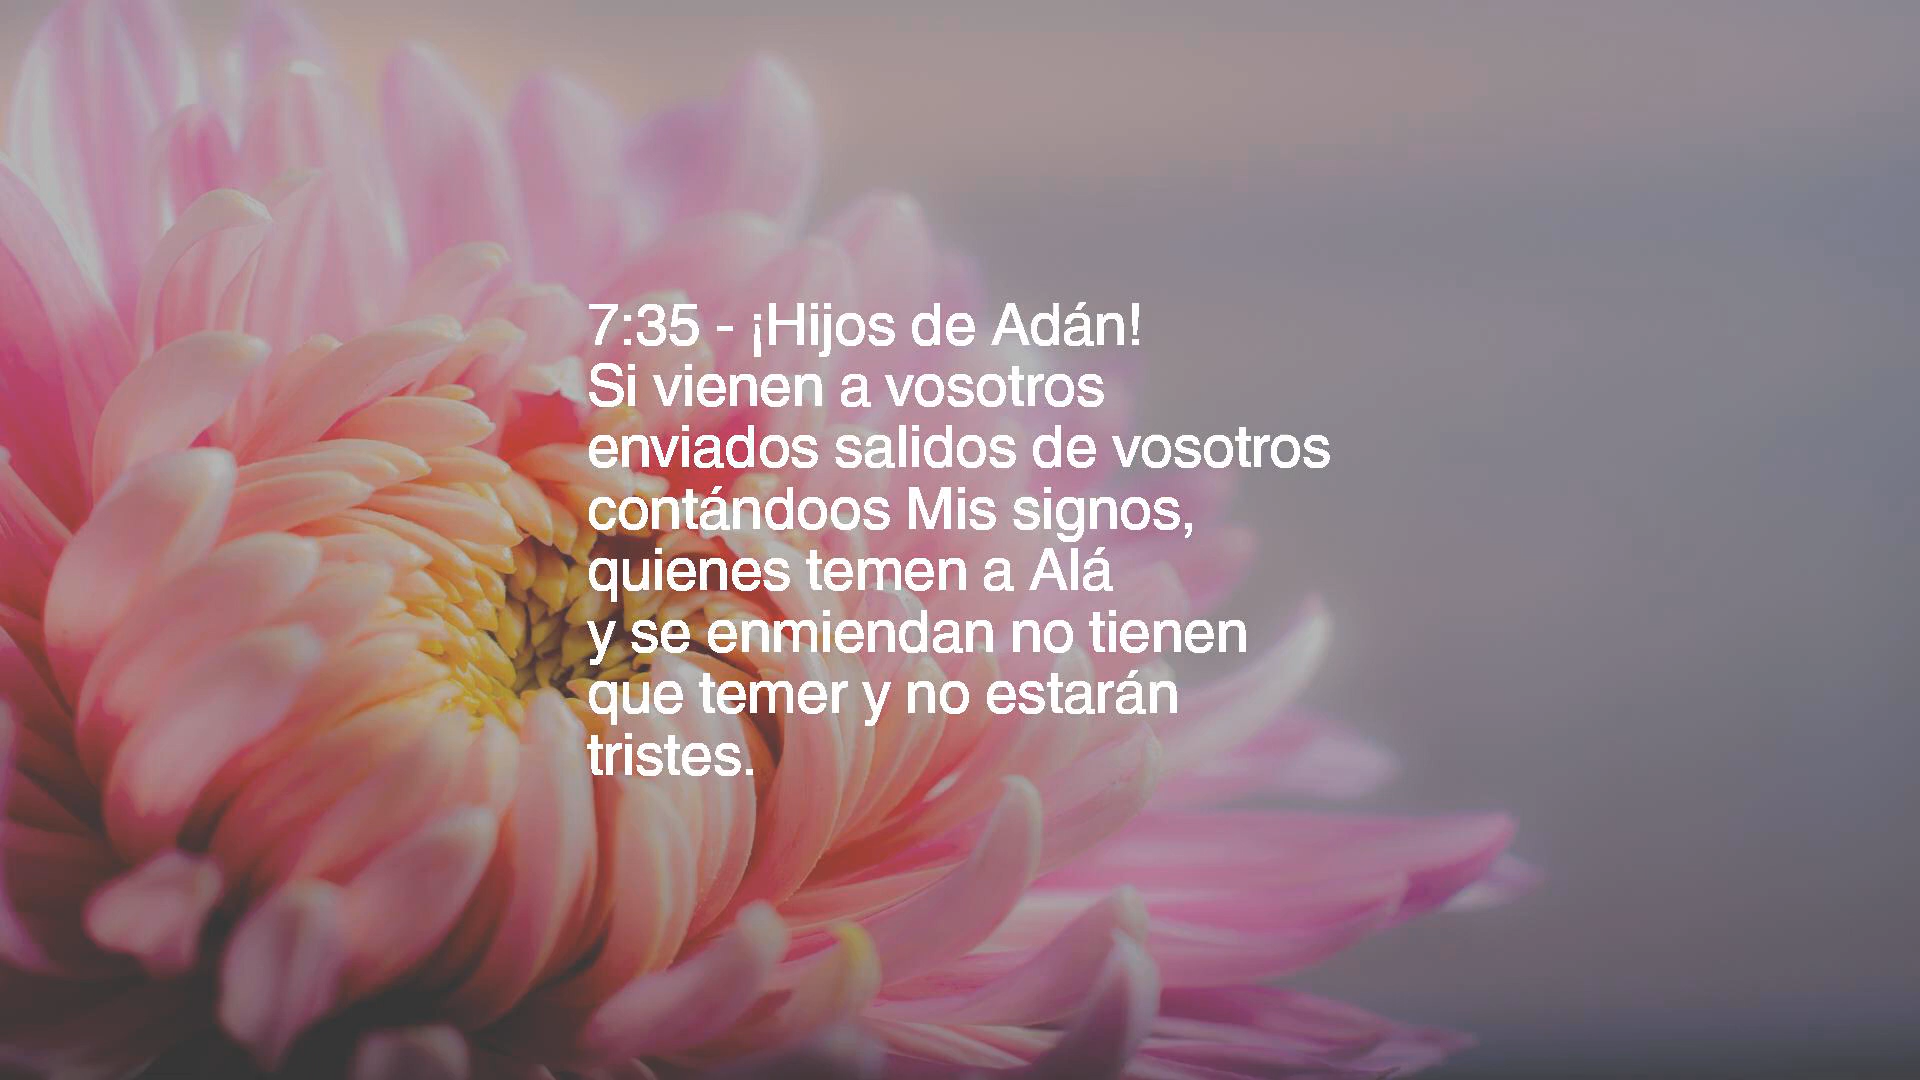 7:35 - ¡Hijos de Adán!
Si vienen a vosotros
enviados salidos de vosotros
contándoos Mis signos,
quienes temen a Alá
y se enmiendan no tienen
que temer y no estarán
tristes.